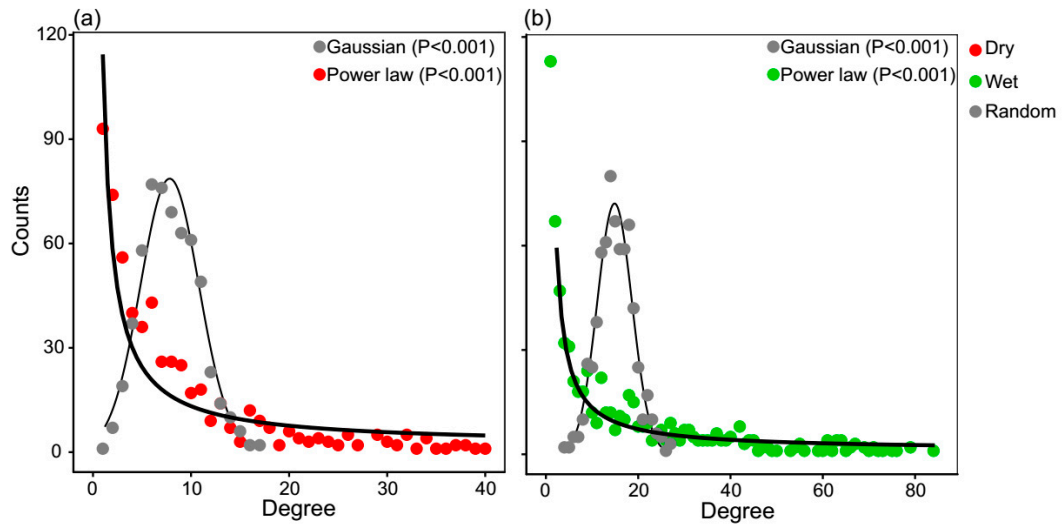 (a)
(b)
Gaussian (P<0.001)
Power law (P<0.001)
Gaussian (P<0.001)
Power law (P<0.001)
Dry
Wet
Random
Counts
120
90
60
30
0
0
10
20
30
40
Degree
0
20
40
60
80
Degree